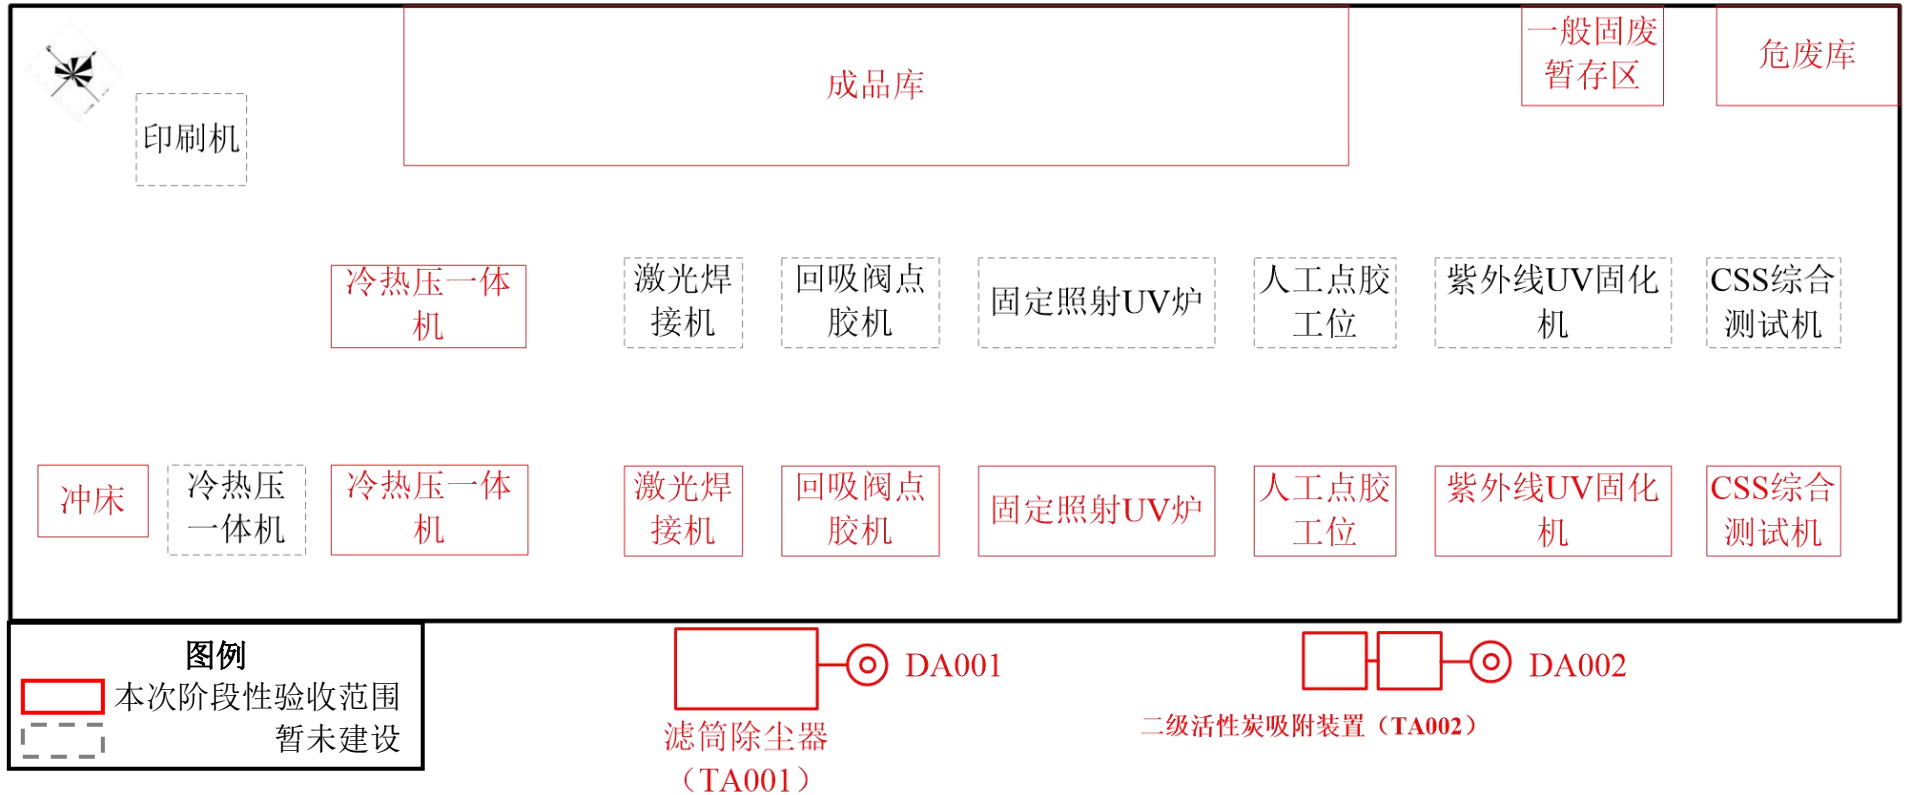 成品库
一般固废
暂存区
危废库
印刷机
冷热压一体
机
激光焊
接机
回吸阀点
胶机
固定照射UV炉
人工点胶
工位
紫外线UV固化
机
CSS综合
测试机
冲床
冷热压
一体机
冷热压一体
机
激光焊
接机
回吸阀点
胶机
固定照射UV炉
人工点胶
工位
紫外线UV固化
机
CSS综合
测试机
图例
本次阶段性验收范围
暂未建设
DA001
滤筒除尘器
（TA001）
DA002
二级活性炭吸附装置（TA002）